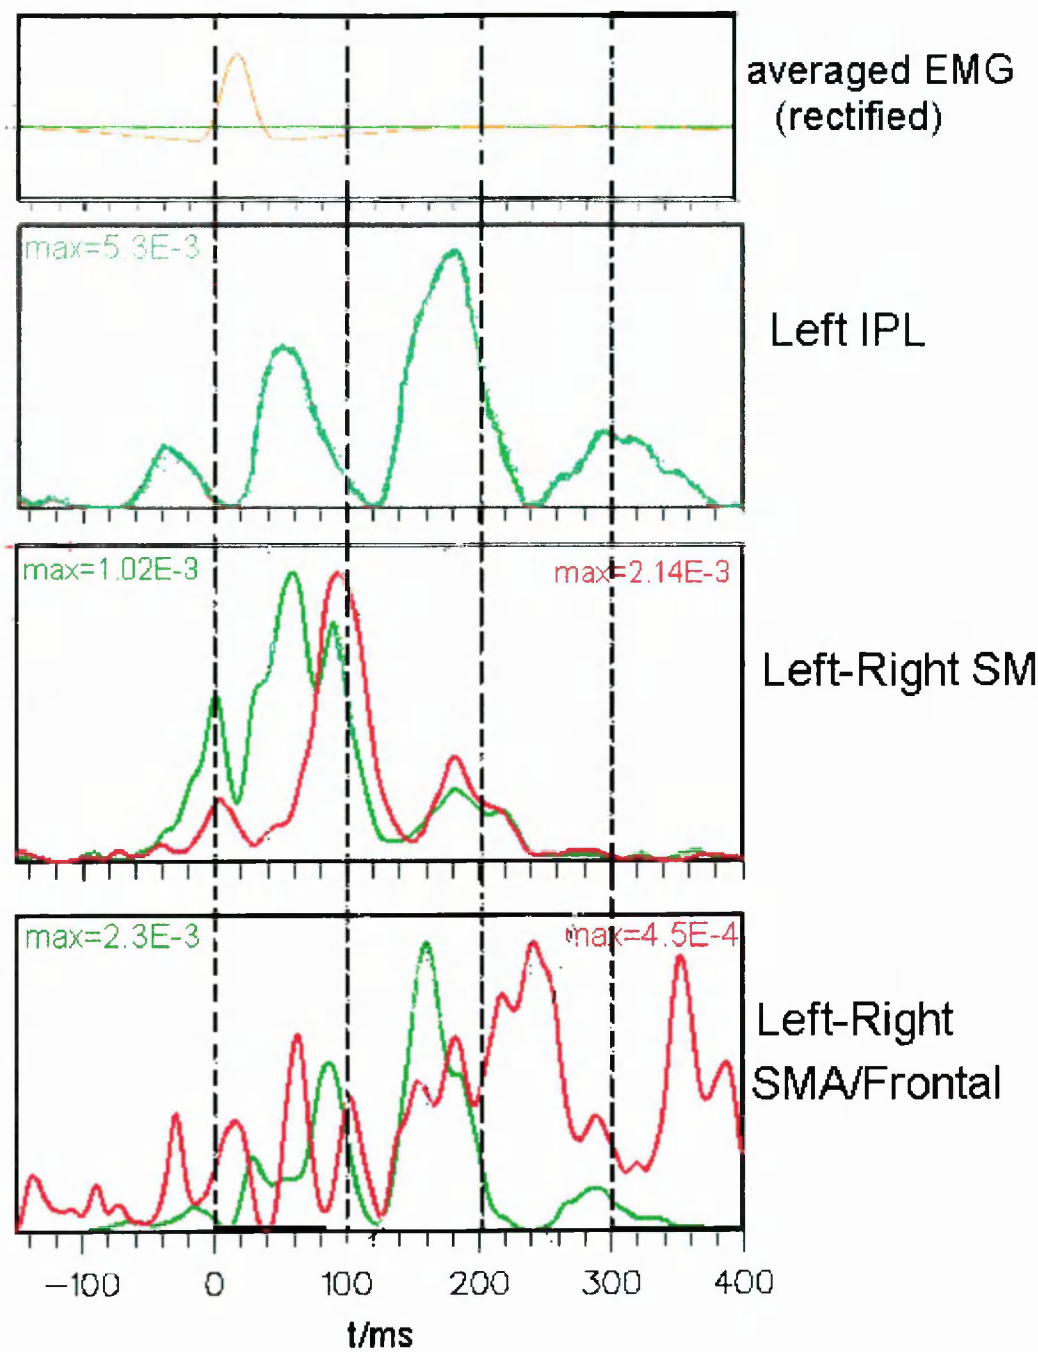 averaged EMG
(rectified)
max=5.3E-3
Left IPL
max=1.02E-3
max=2.14E-3
Left-Right SM
max=2.3E-3
max=4.5E-4
Left-Right
SMA/Frontal
−100 0 100 200 300 400
t/ms